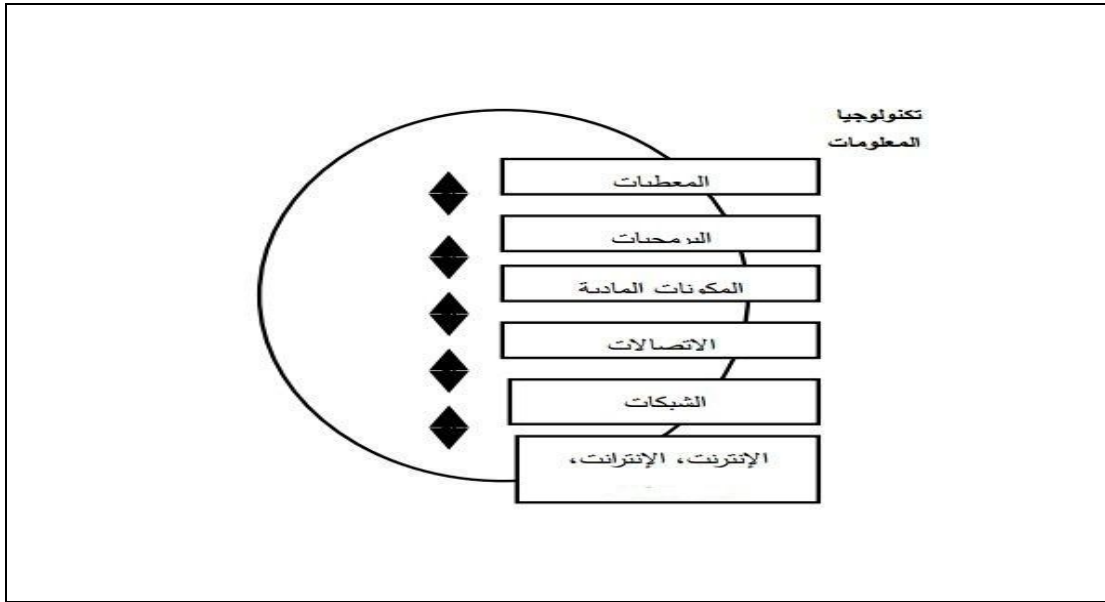 تكنولوجيا
المعلومات
المعطيات
البرمجيات
المكونات المادية
الاتصالات
الشبكات
الإنترنت، الإنترانت،